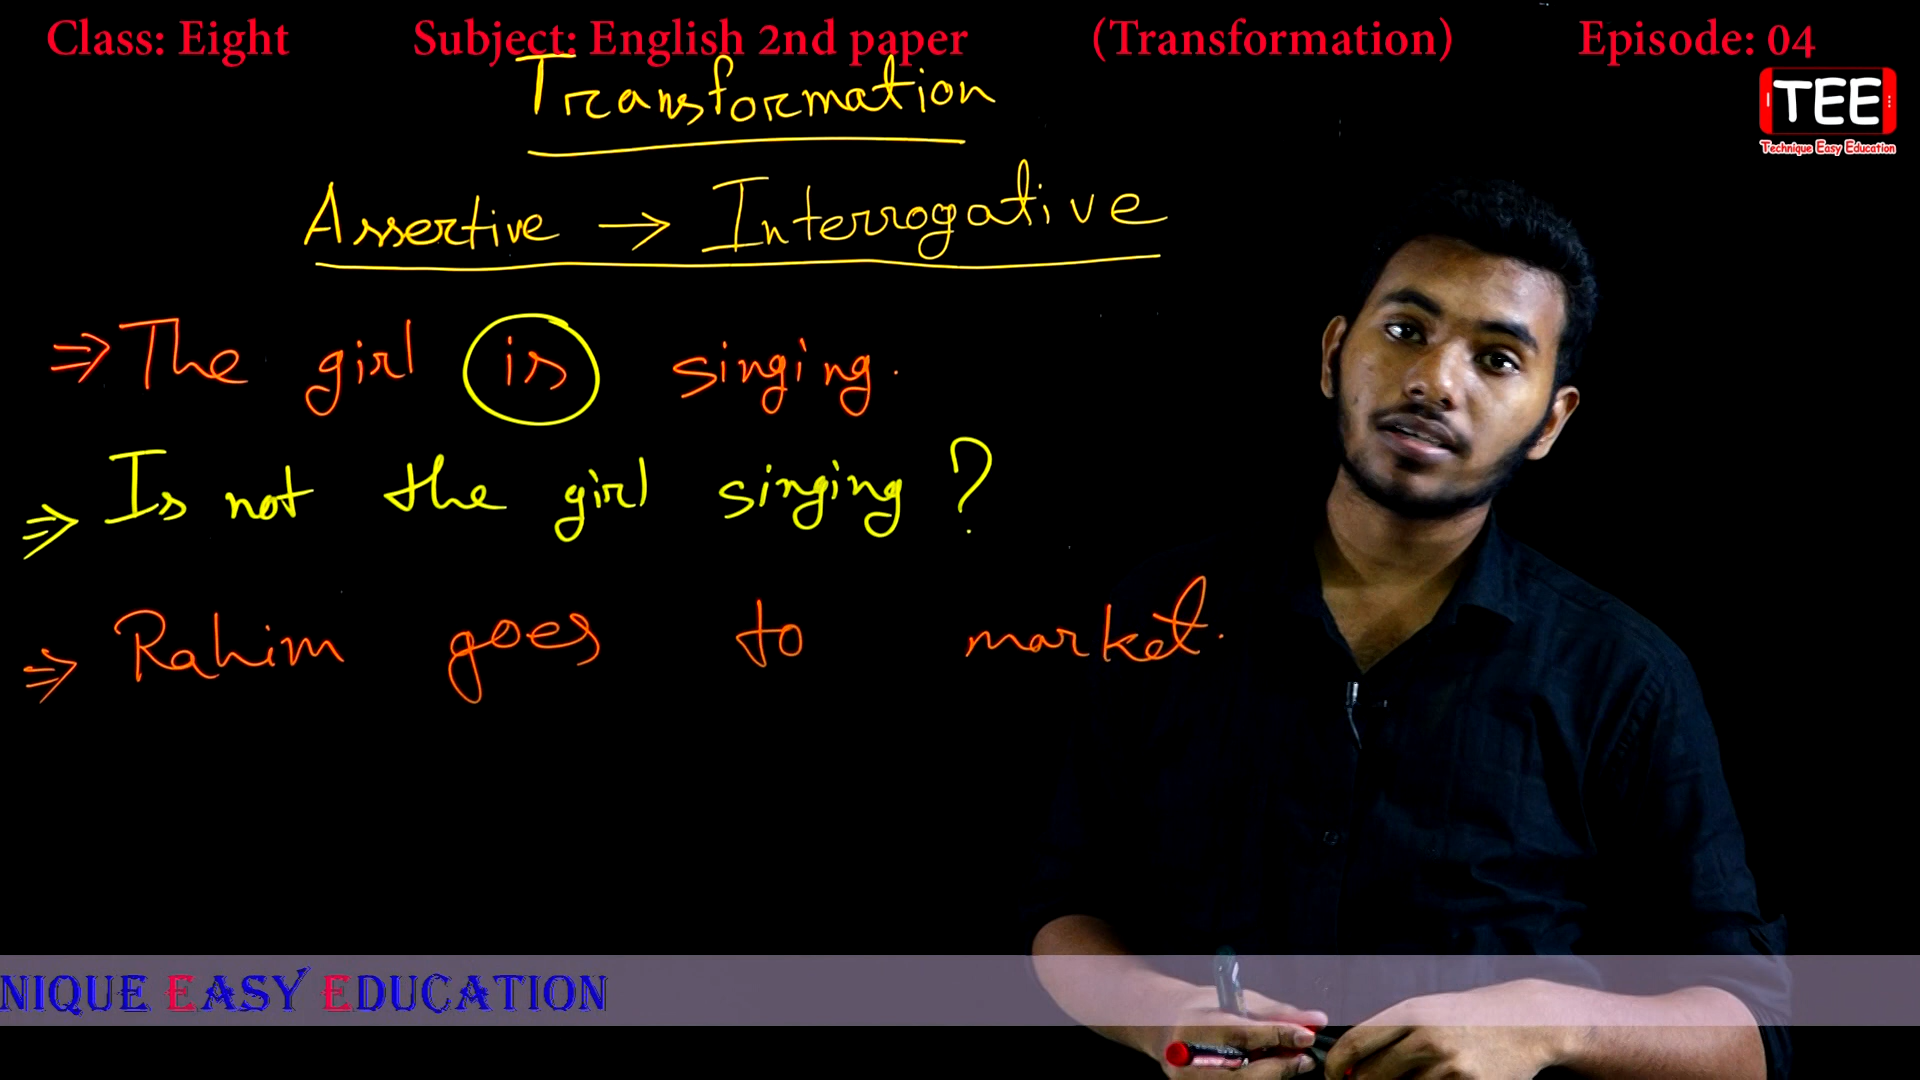 Class: Eight Subject: English 2nd paper (Transformation) Episode: 04
Transformation
TEE
Technique Easy Education
Assertive → Interrogative
⇒ The girl is singing.
⇒ Is not the girl singing ?
⇒ Rahim goes to market.
NIQUE EASY EDUCATION